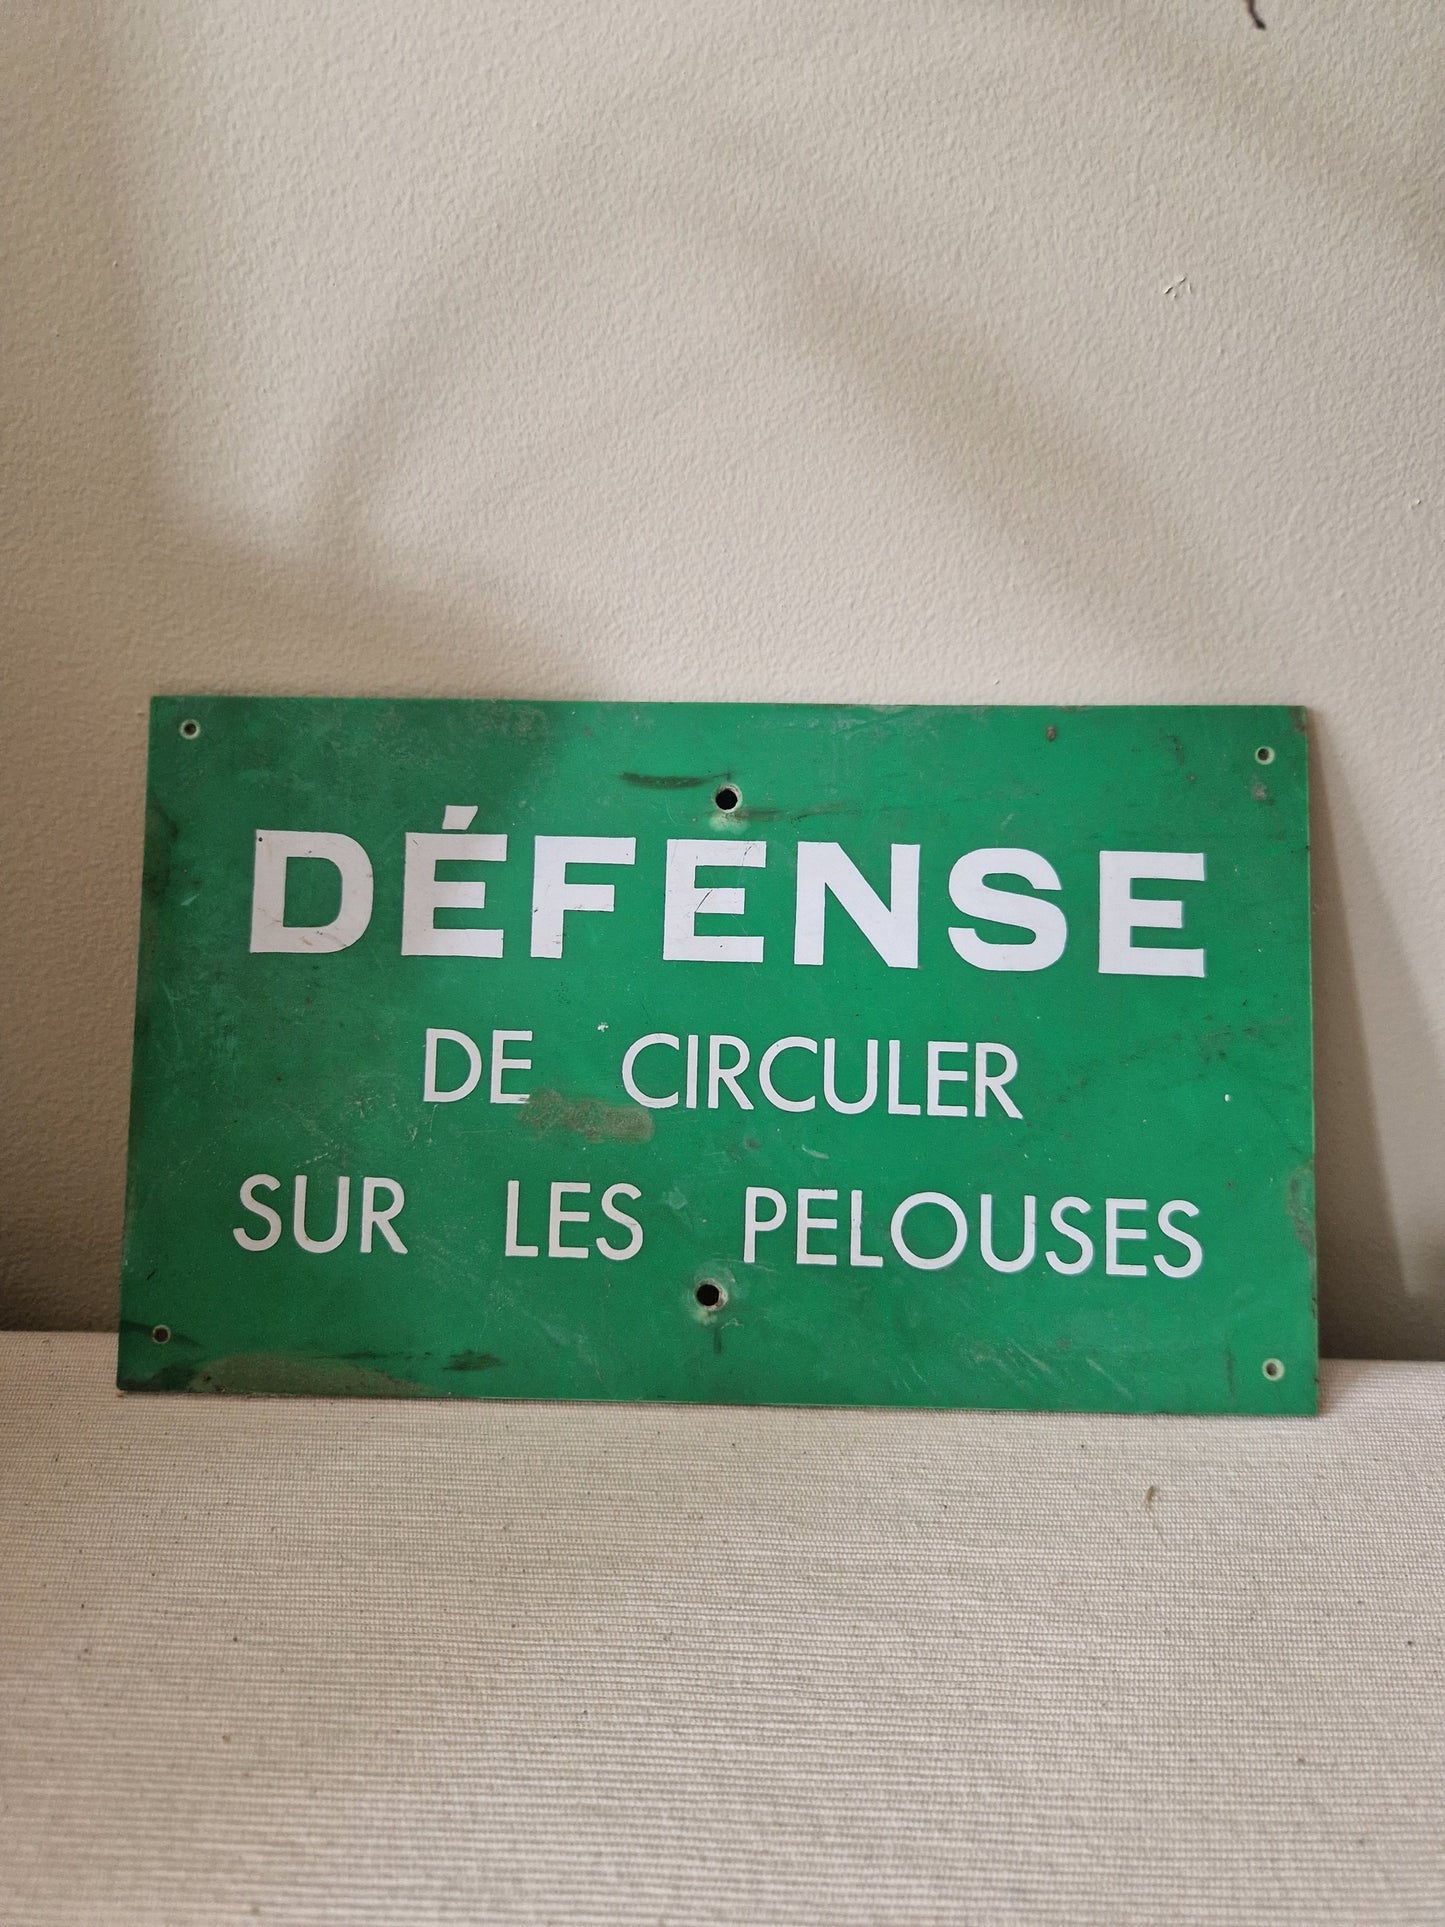 DÉFENSE
DE CIRCULER
SUR LES PELOUSES